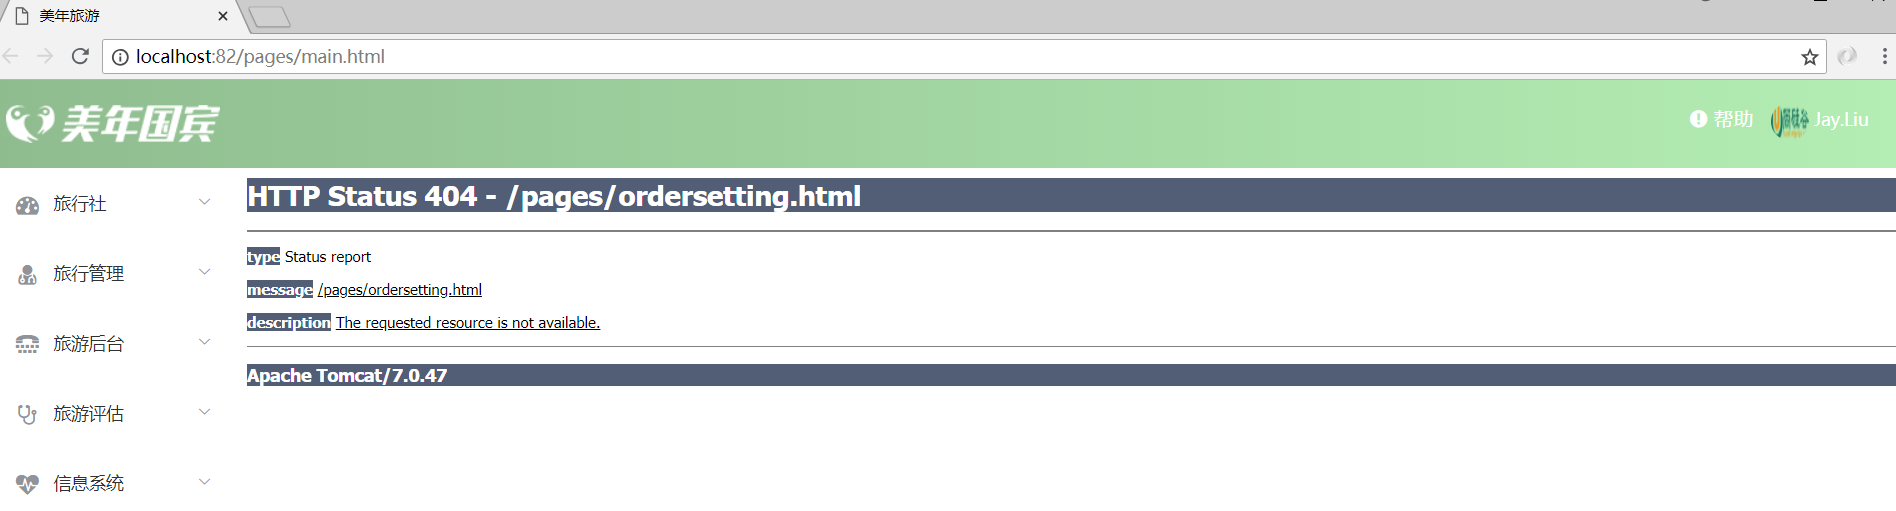 美年旅游
localhost:82/pages/main.html
美年国宾
帮助
尚硅谷
Jay.Liu
旅行社
旅行管理
旅游后台
旅游评估
信息系统
HTTP Status 404 - /pages/ordersetting.html
type Status report
message /pages/ordersetting.html
description The requested resource is not available.
Apache Tomcat/7.0.47